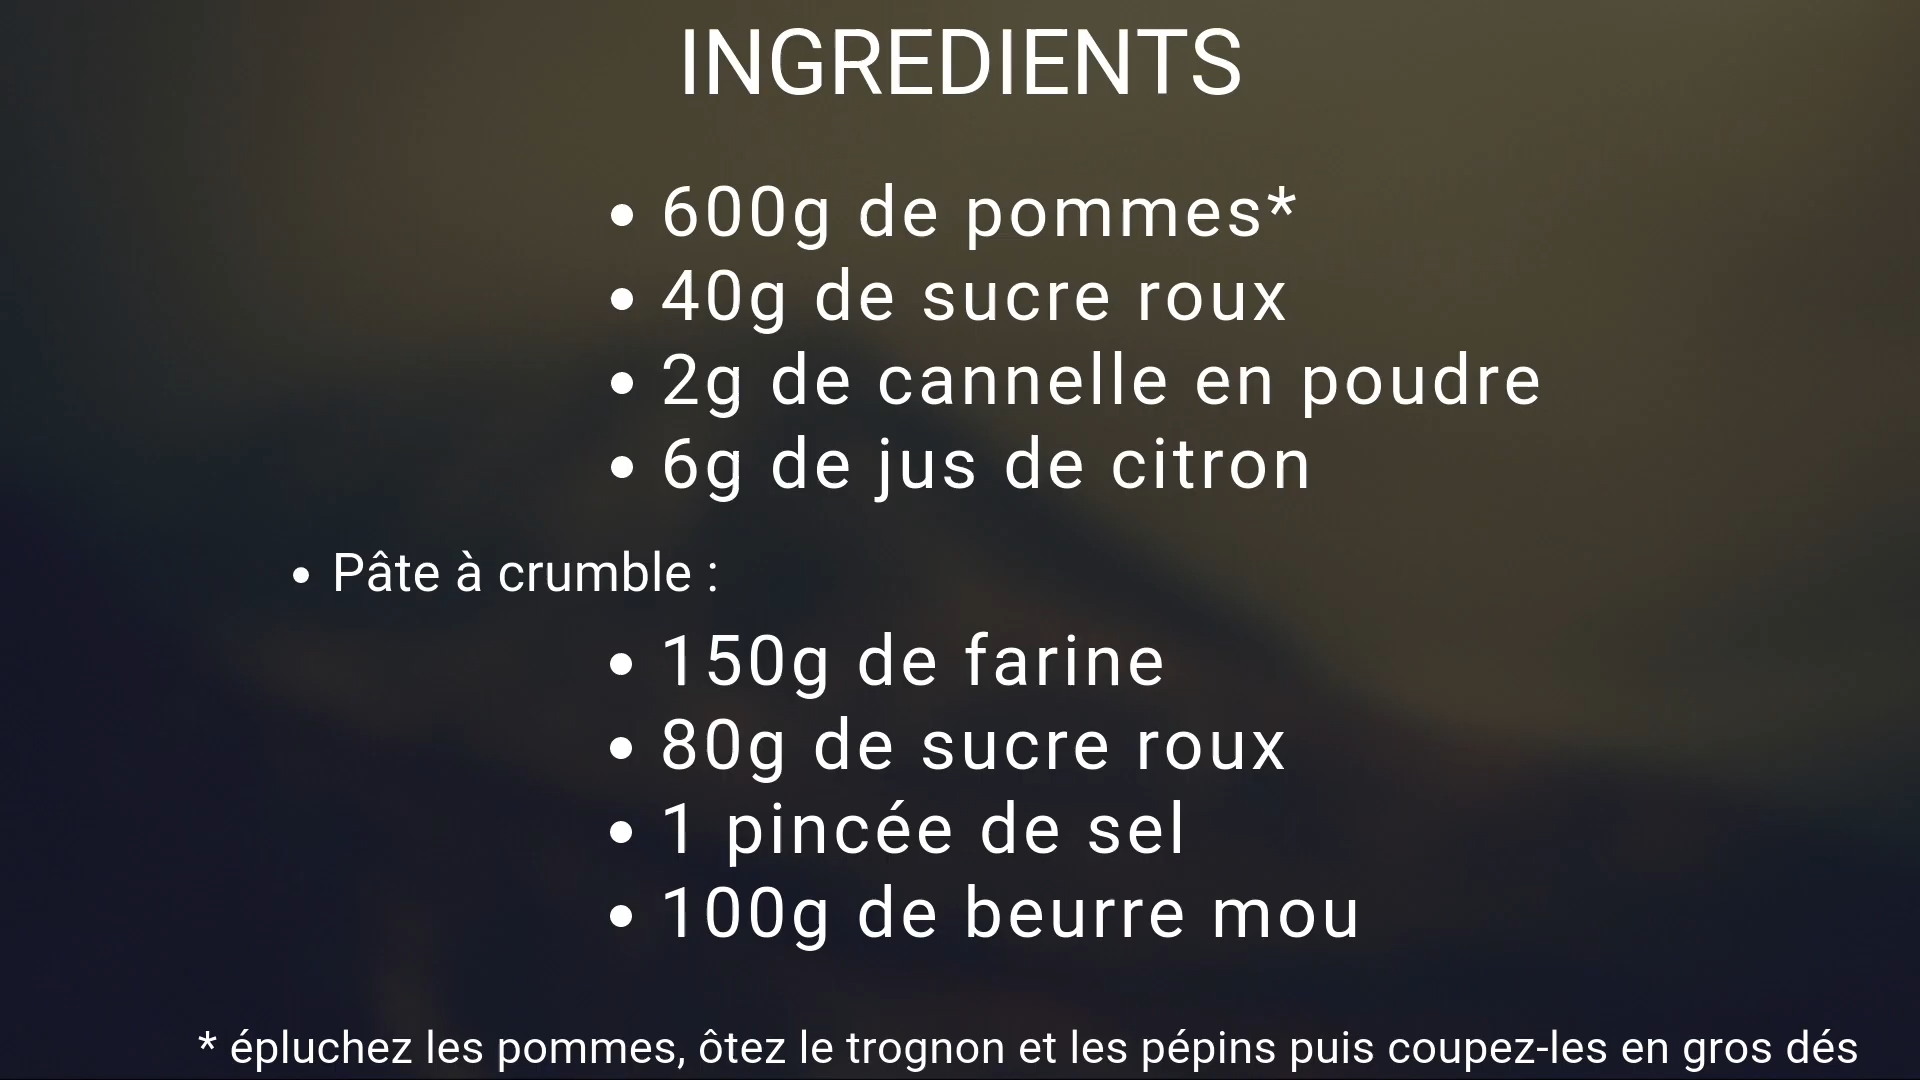 INGREDIENTS
• 600g de pommes*
• 40g de sucre roux
• 2g de cannelle en poudre
• 6g de jus de citron
• Pâte à crumble :
• 150g de farine
• 80g de sucre roux
• 1 pincée de sel
• 100g de beurre mou
* épluchez les pommes, ôtez le trognon et les pépins puis coupez-les en gros dés